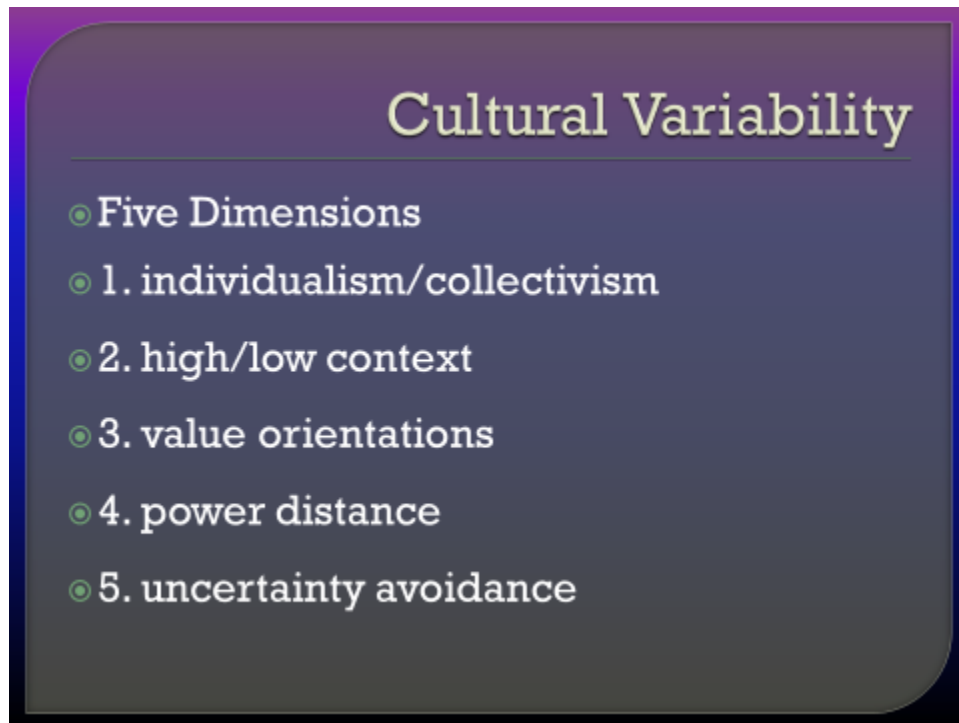 Cultural Variability
Five Dimensions
1. individualism/collectivism
2. high/low context
3. value orientations
4. power distance
5. uncertainty avoidance